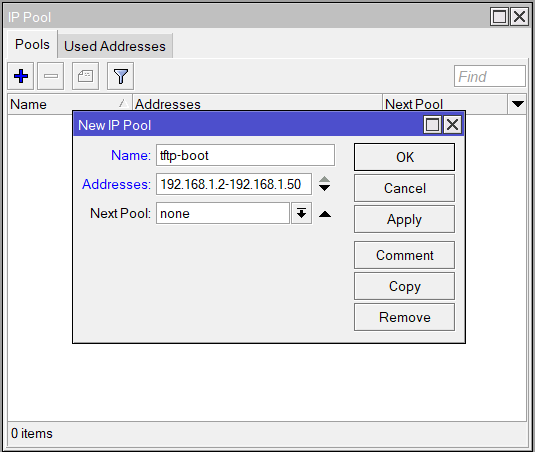 IP Pool
Pools Used Addresses
Find
Name Addresses Next Pool
New IP Pool
Name: tftp-boot OK
Addresses: 192.168.1.2-192.168.1.50 Cancel
Next Pool: none Apply
Comment
Copy
Remove
0 items